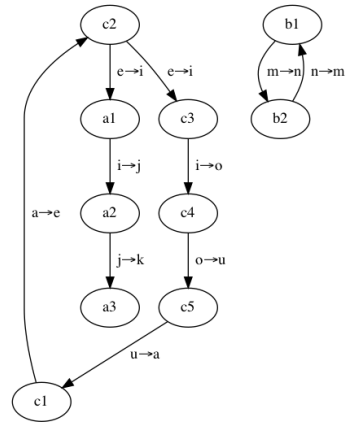 c2 b1
e→i e→i m→n n→m
a1 c3 b2
i→j i→o
a→e a2 c4
j→k o→u
a3 c5
u→a
c1